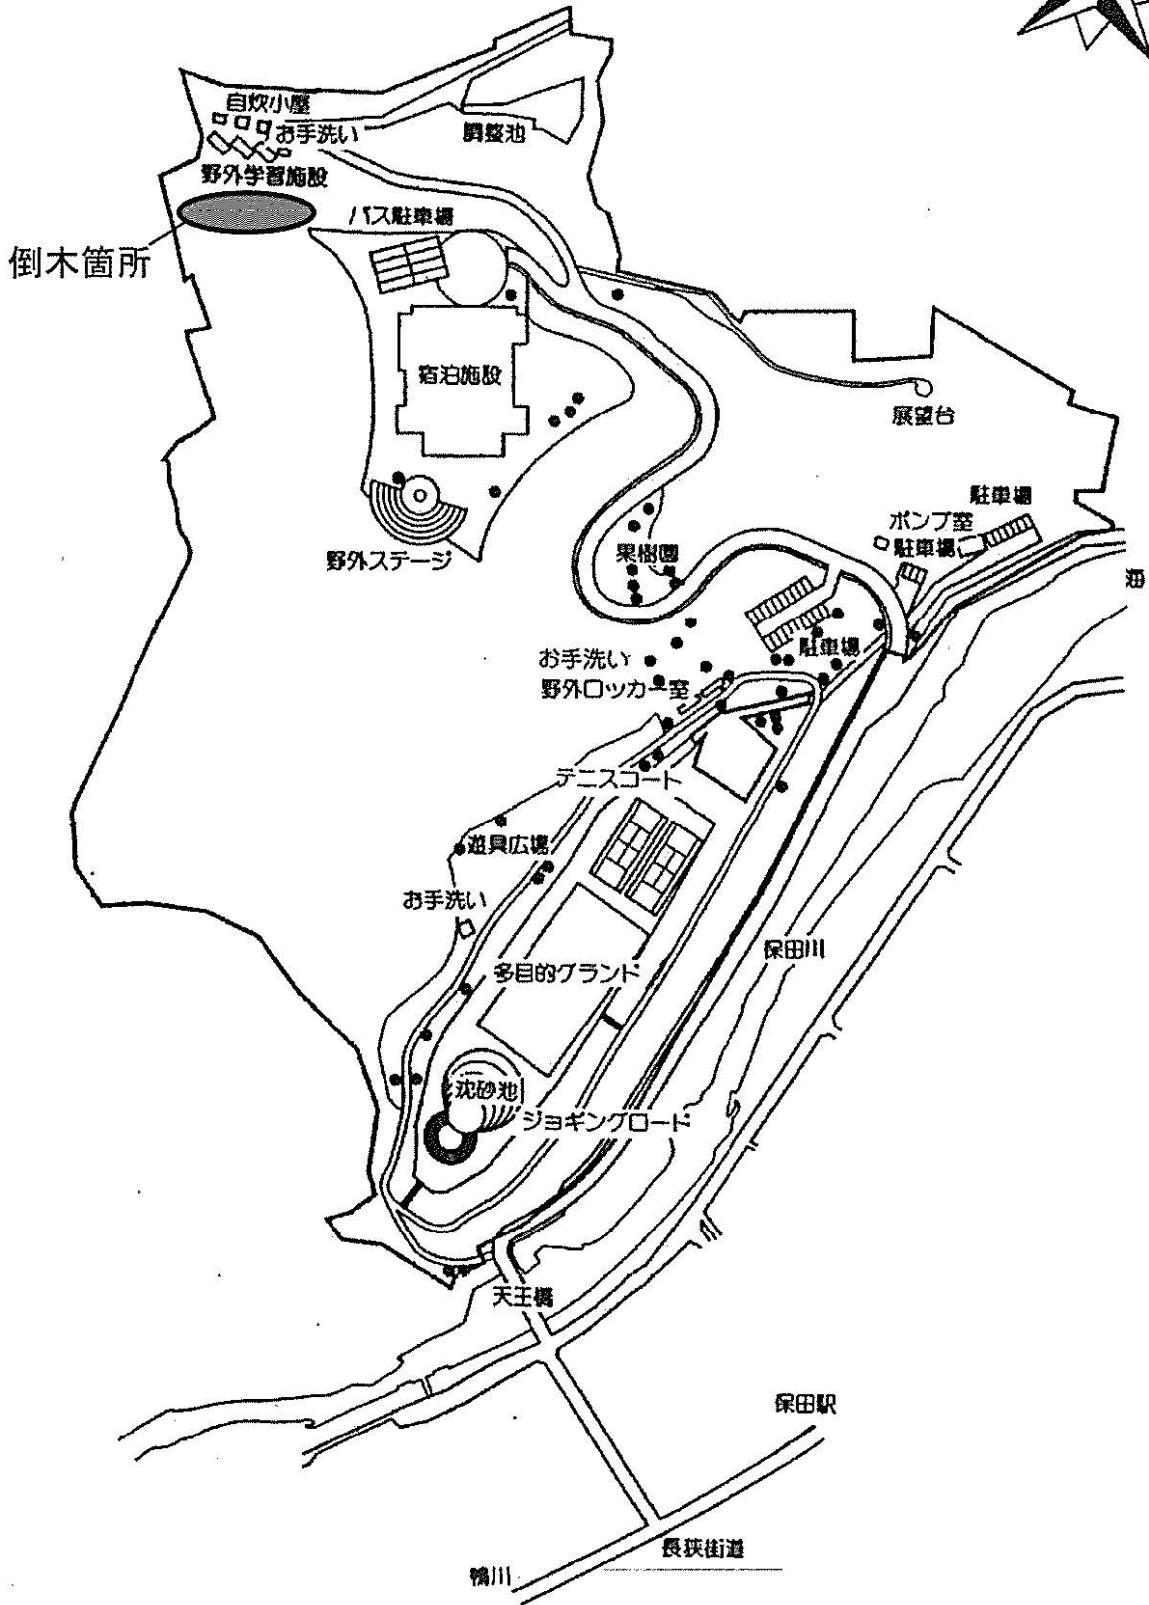 自炊小屋
お手洗い
調整池
野外学習施設
バス駐車場
倒木箇所
宿泊施設
展望台
駐車場
ポンプ室
駐車場
野外ステージ
果樹園
海
駐車場
お手洗い
野外ロッカー室
テニスコート
遊具広場
お手洗い
保田川
多目的グランド
沈砂池
ジョギングロード
天王橋
保田駅
長狭街道
鴨川